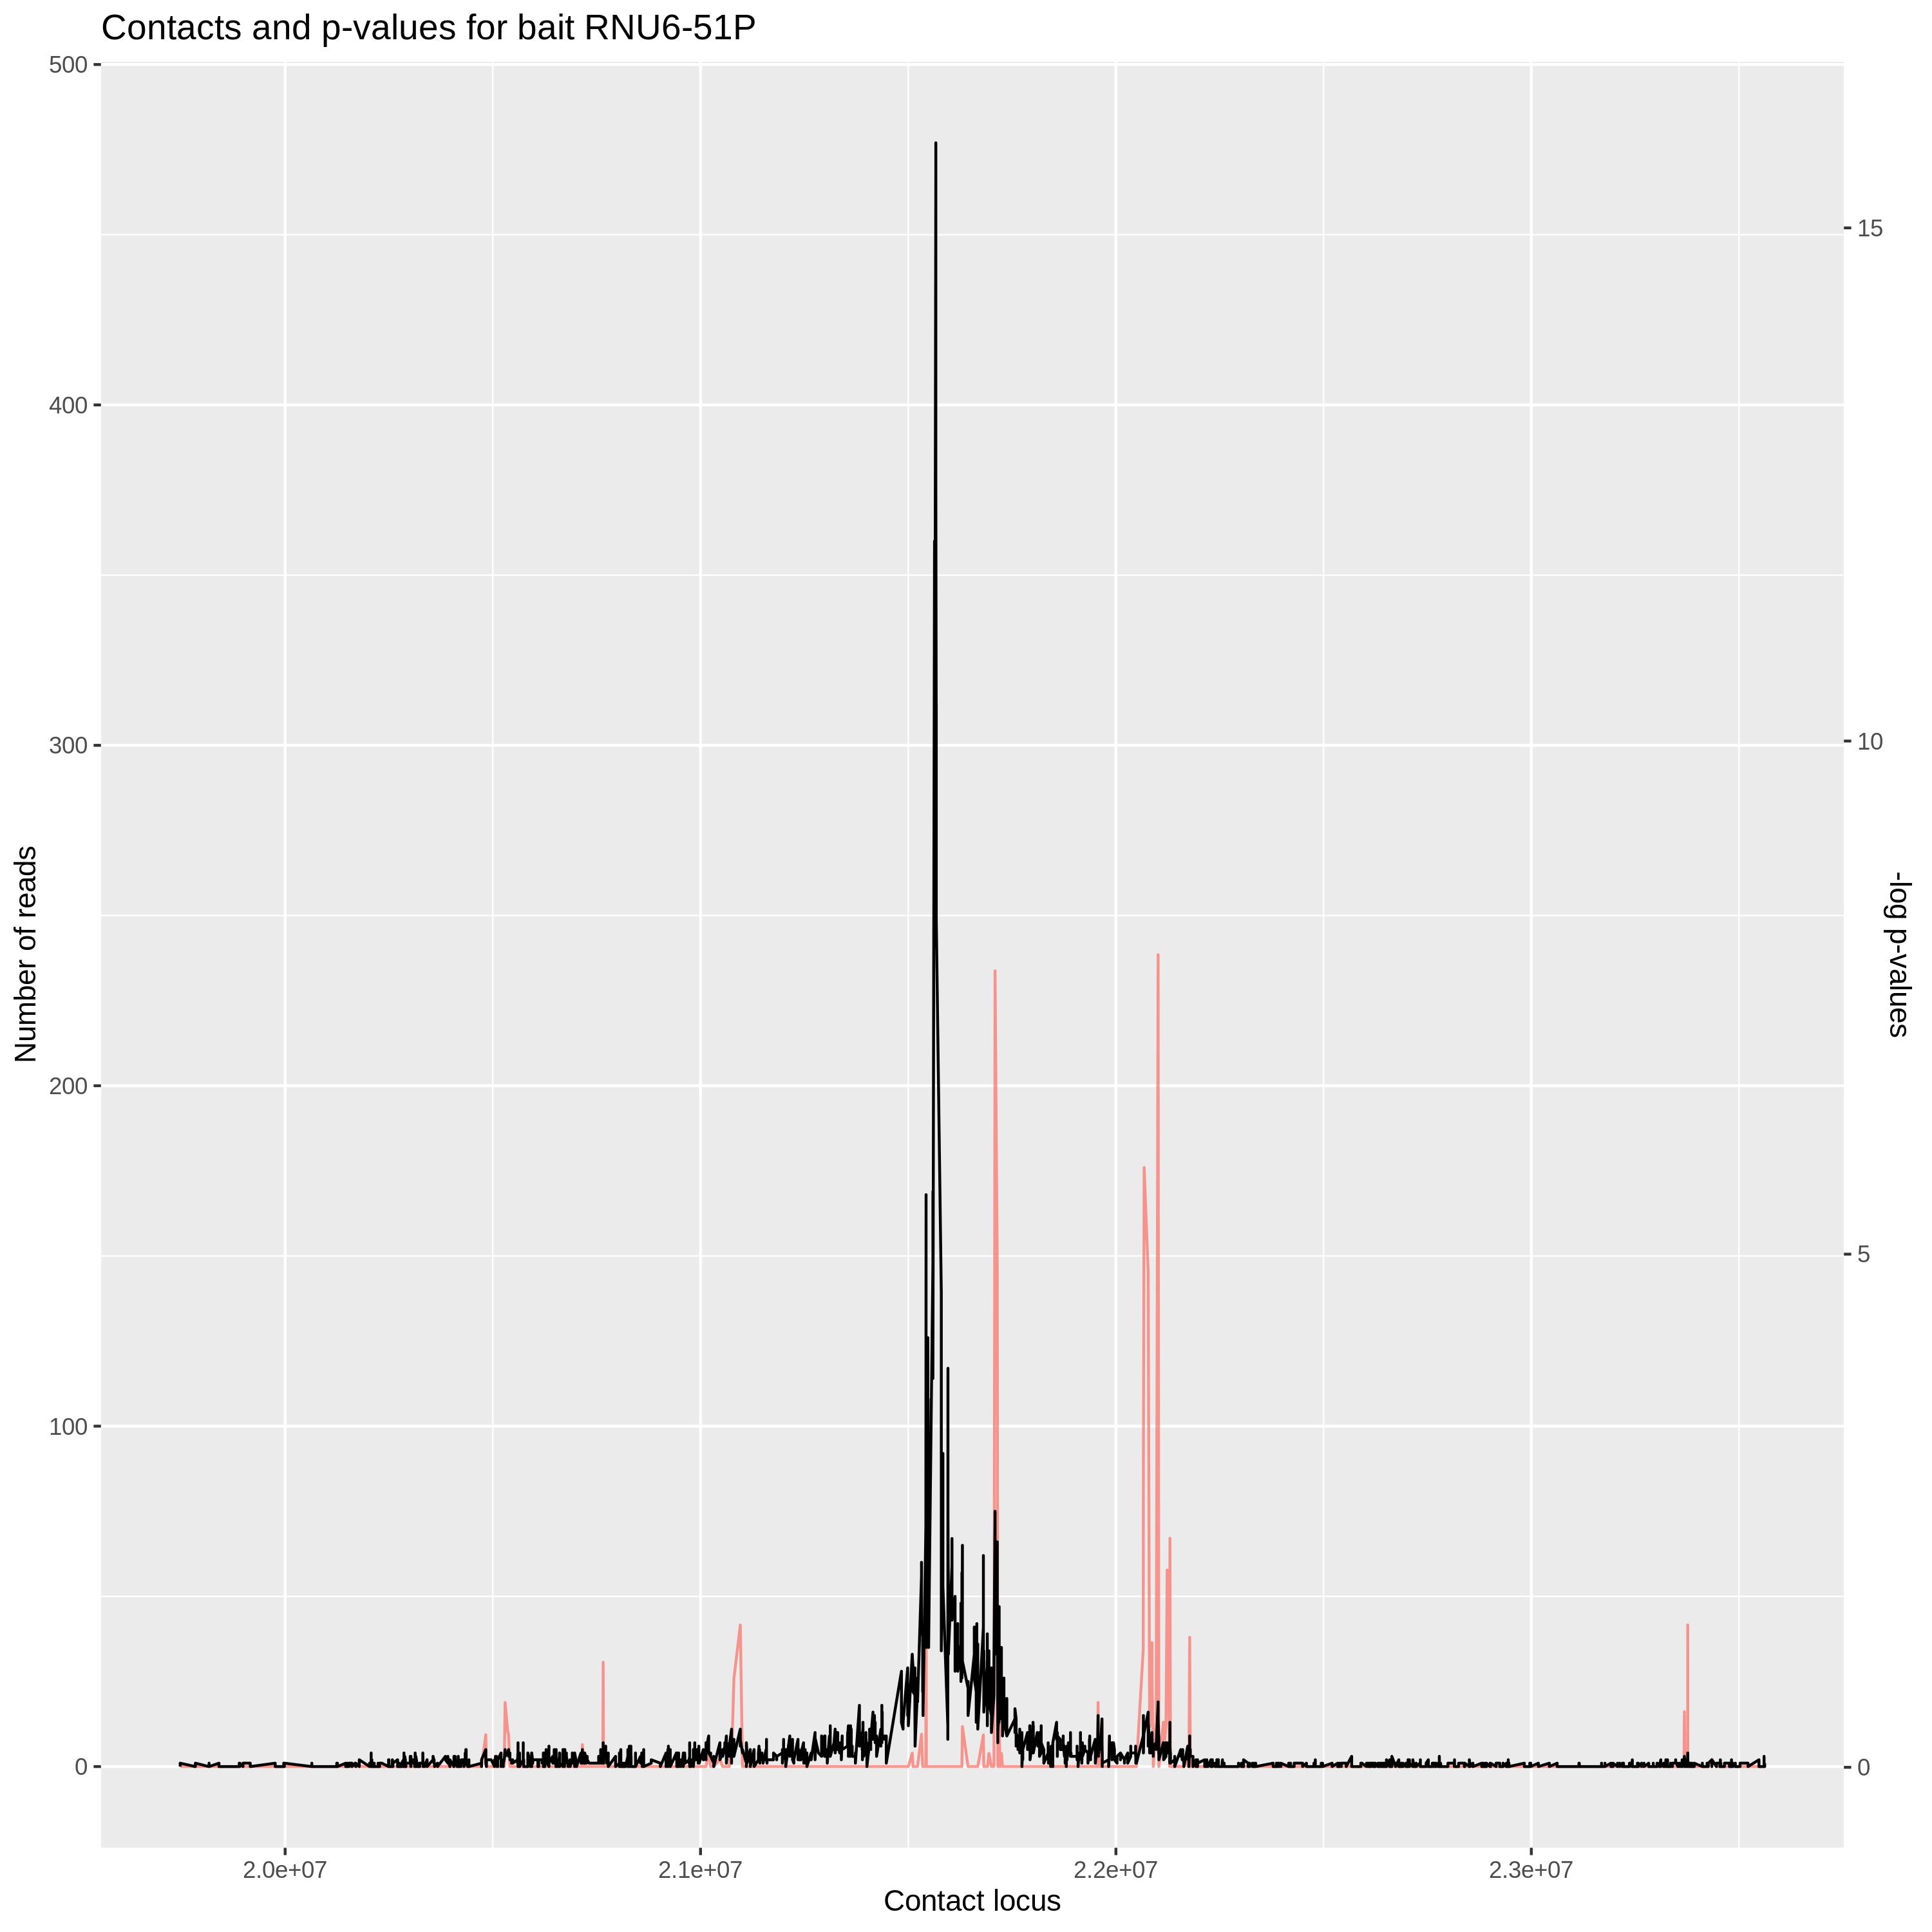 Contacts and p-values for bait RNU6-51P
500
400
300
200
100
0
Number of reads
15
10
5
0
-log p-values
2.0e+07
2.1e+07
2.2e+07
2.3e+07
Contact locus